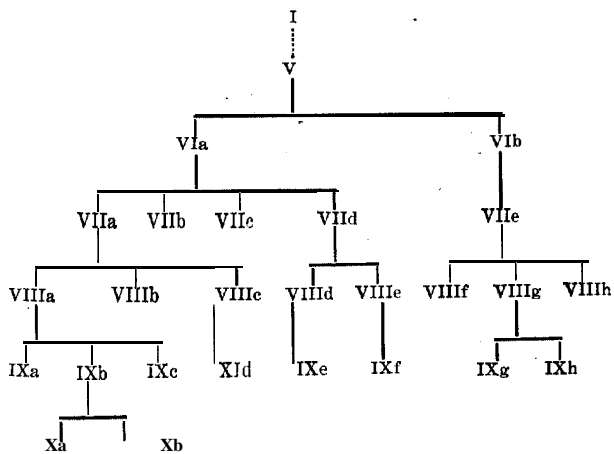 I
V
VIa VIb
VIIa VIIb VIIc VIId VIIe
VIIIa VIIIb VIIIc VIIId VIIIe VIIIf VIIIg VIIIh
IXa IXb IXc XId IXe IXf IXg IXh
Xa Xb